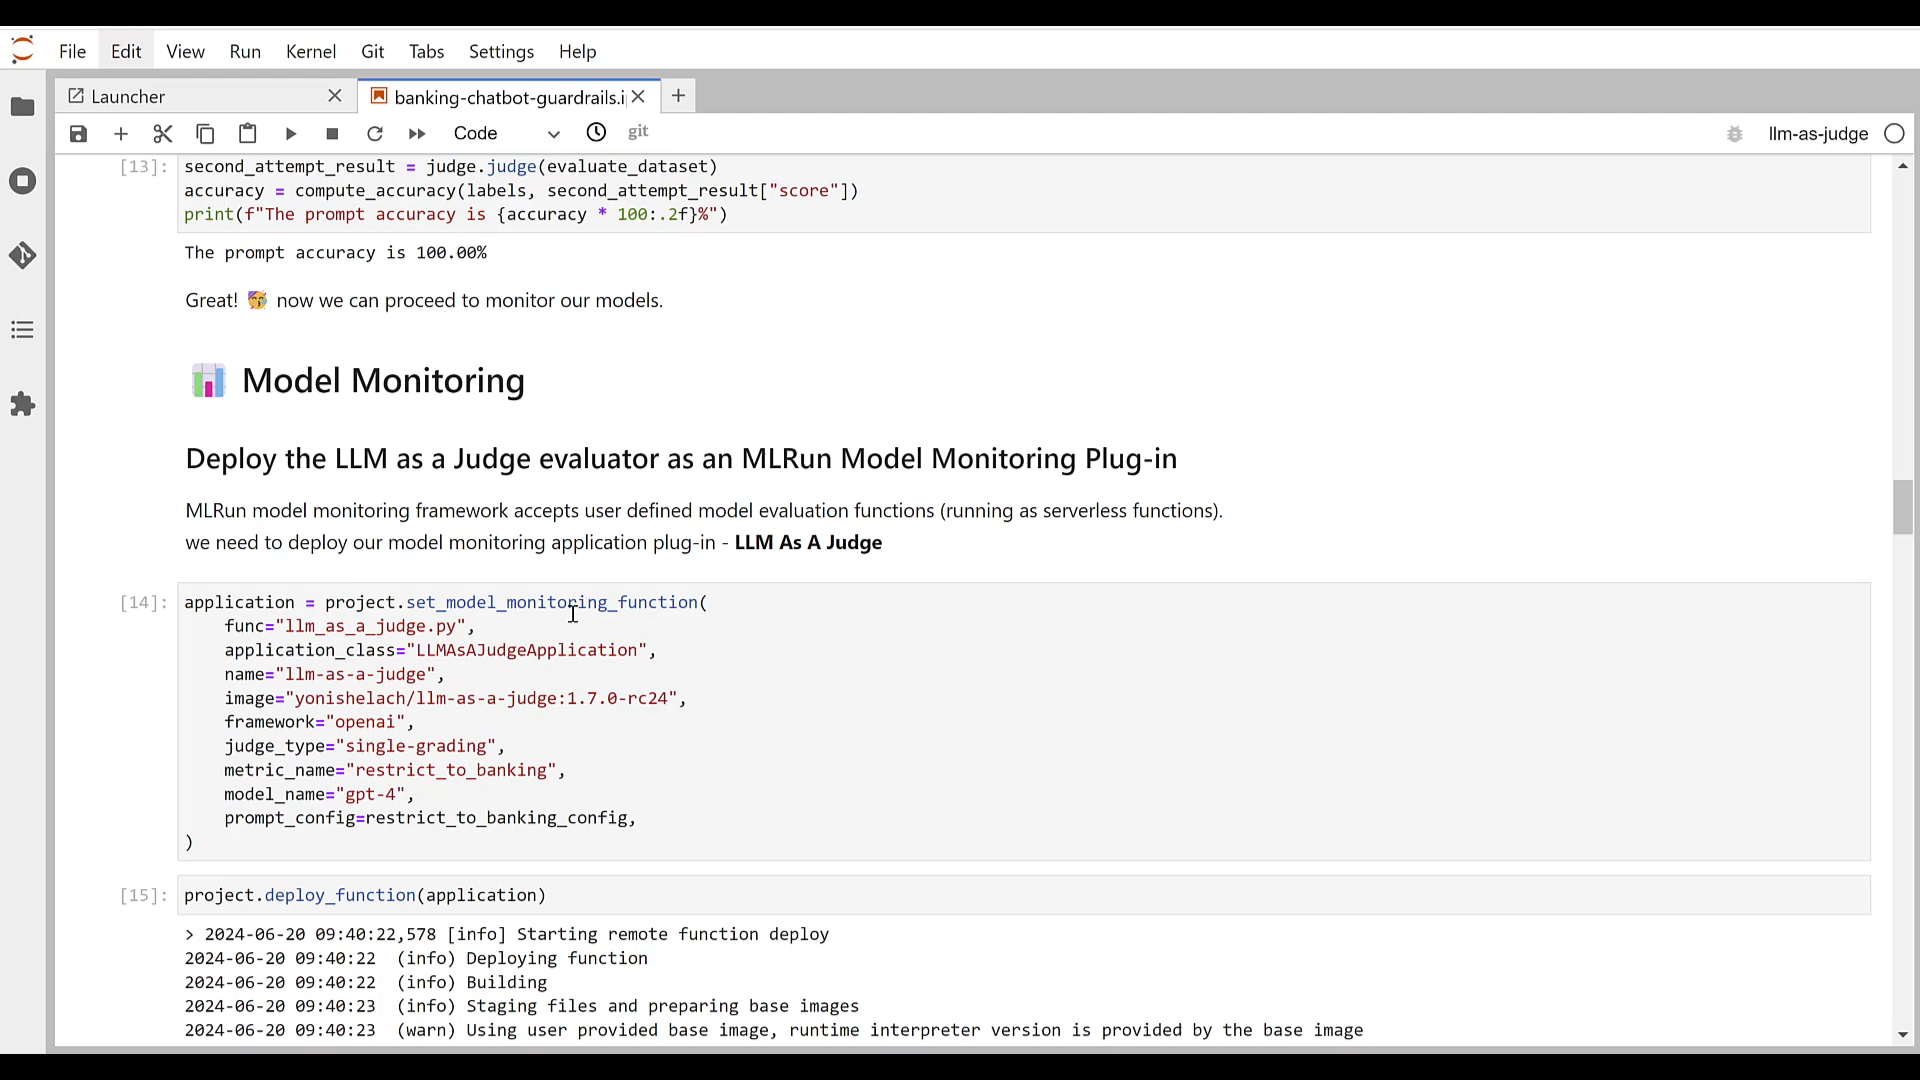 File Edit View Run Kernel Git Tabs Settings Help
Launcher banking-chatbot-guardrails.i
Code git llm-as-judge
[13]: second_attempt_result = judge.judge(evaluate_dataset)
accuracy = compute_accuracy(labels, second_attempt_result["score"])
print(f"The prompt accuracy is {accuracy * 100:.2f}%")
The prompt accuracy is 100.00%
Great! 🥳 now we can proceed to monitor our models.
📊 Model Monitoring
Deploy the LLM as a Judge evaluator as an MLRun Model Monitoring Plug-in
MLRun model monitoring framework accepts user defined model evaluation functions (running as serverless functions).
we need to deploy our model monitoring application plug-in - LLM As A Judge
[14]: application = project.set_model_monitoring_function(
func="llm_as_a_judge.py",
application_class="LLMAsAJudgeApplication",
name="llm-as-a-judge",
image="yonishelach/llm-as-a-judge:1.7.0-rc24",
framework="openai",
judge_type="single-grading",
metric_name="restrict_to_banking",
model_name="gpt-4",
prompt_config=restrict_to_banking_config,
)
[15]: project.deploy_function(application)
> 2024-06-20 09:40:22,578 [info] Starting remote function deploy
2024-06-20 09:40:22 (info) Deploying function
2024-06-20 09:40:22 (info) Building
2024-06-20 09:40:23 (info) Staging files and preparing base images
2024-06-20 09:40:23 (warn) Using user provided base image, runtime interpreter version is provided by the base image